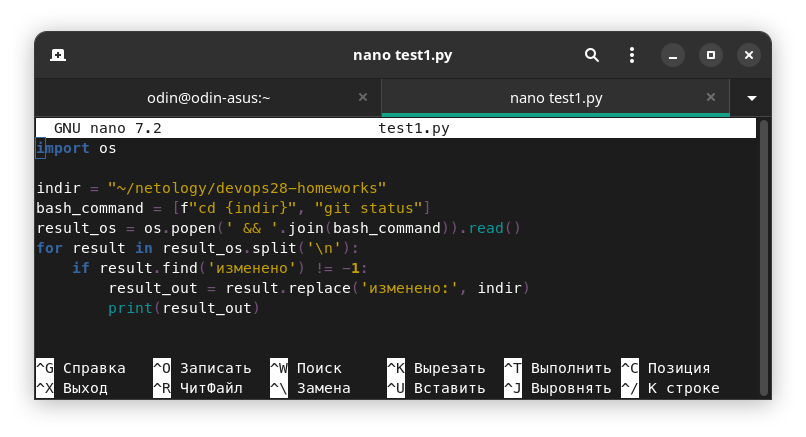 nano test1.py
odin@odin-asus:~ × nano test1.py ×
GNU nano 7.2 test1.py
import os
indir = "~/netology/devops28-homeworks"
bash_command = [f"cd {indir}", "git status"]
result_os = os.popen(' && '.join(bash_command)).read()
for result in result_os.split('\n'):
    if result.find('изменено') != -1:
        result_out = result.replace('изменено:', indir)
        print(result_out)
^G Справка ^O Записать ^W Поиск ^K Вырезать ^T Выполнить ^C Позиция
^X Выход ^R ЧитФайл ^\ Замена ^U Вставить ^J Выровнять ^/ К строке